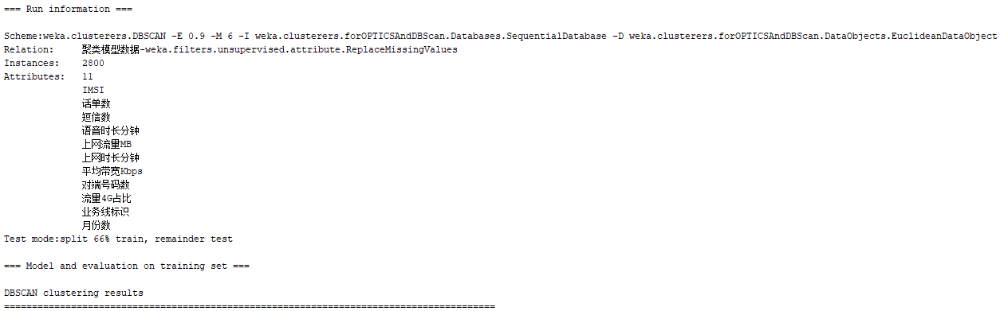 === Run information ===
Scheme:weka.clusterers.DBSCAN -E 0.9 -M 6 -I weka.clusterers.forOPTICSAndDBScan.Databases.SequentialDatabase -D weka.clusterers.forOPTICSAndDBScan.DataObjects.EuclideanDataObject
Relation: 聚类模型数据-weka.filters.unsupervised.attribute.ReplaceMissingValues
Instances: 2800
Attributes: 11
IMSI
话单数
短信数
语音时长分钟
上网流量MB
上网时长分钟
平均带宽Kbps
对端号码数
流量4G占比
业务线标识
月份数
Test mode:split 66% train, remainder test
=== Model and evaluation on training set ===
DBSCAN clustering results
========================================================================================